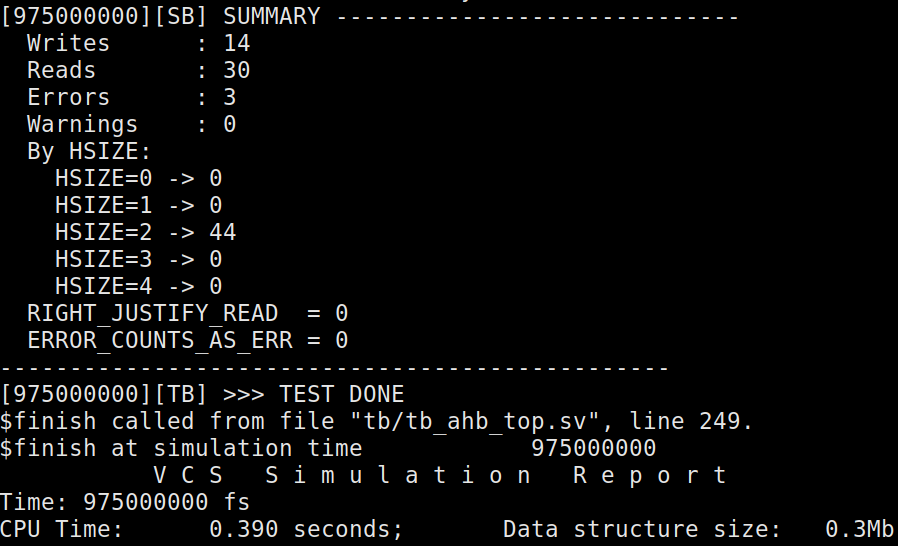 [975000000][SB] SUMMARY -----------------------------
  Writes      : 14
  Reads       : 30
  Errors      : 3
  Warnings    : 0
  By HSIZE:
    HSIZE=0 -> 0
    HSIZE=1 -> 0
    HSIZE=2 -> 44
    HSIZE=3 -> 0
    HSIZE=4 -> 0
  RIGHT_JUSTIFY_READ  = 0
  ERROR_COUNTS_AS_ERR = 0
------------------------------------------------
[975000000][TB] >>> TEST DONE
$finish called from file "tb/tb_ahb_top.sv", line 249.
$finish at simulation time            975000000
           V C S   S i m u l a t i o n   R e p o r t
Time: 975000000 fs
CPU Time:      0.390 seconds;       Data structure size:   0.3Mb